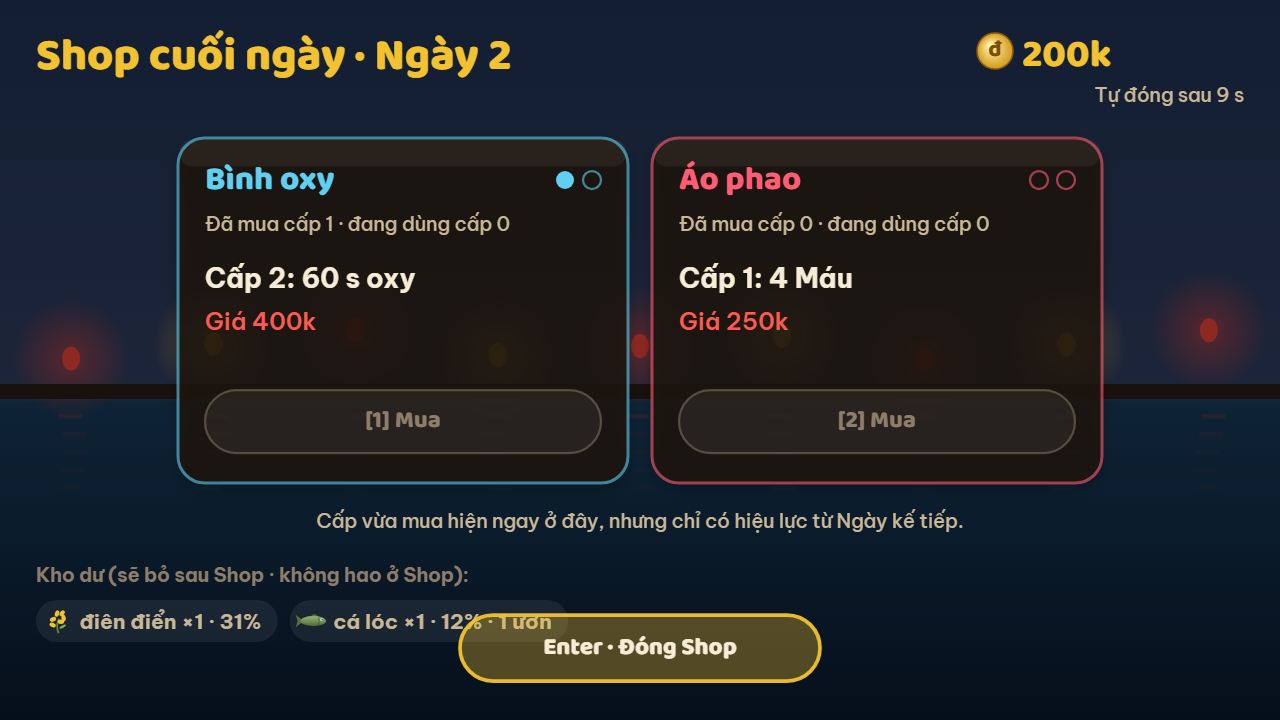 Shop cuối ngày · Ngày 2
đ 200k
Tự đóng sau 9 s
Bình oxy
Đã mua cấp 1 · đang dùng cấp 0
Cấp 2: 60 s oxy
Giá 400k
[1] Mua
Áo phao
Đã mua cấp 0 · đang dùng cấp 0
Cấp 1: 4 Máu
Giá 250k
[2] Mua
Cấp vừa mua hiện ngay ở đây, nhưng chỉ có hiệu lực từ Ngày kế tiếp.
Kho dư (sẽ bỏ sau Shop · không hao ở Shop):
điên điển ×1 · 31%
cá lóc ×1 · 12% · 1 ươn
Enter · Đóng Shop